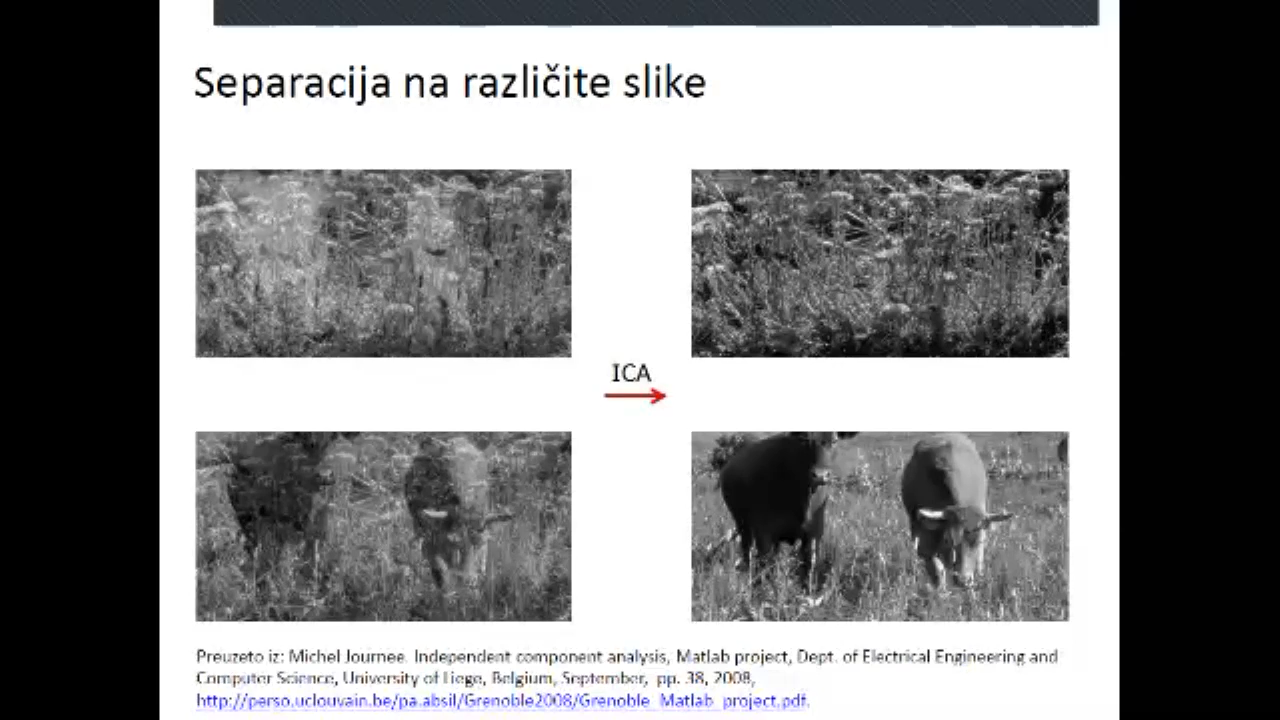 Separacija na različite slike
ICA
Preuzeto iz: Michel Journee. Independent component analysis, Matlab project, Dept. of Electrical Engineering and
Computer Science, University of Liege, Belgium, September, pp. 38, 2008,
http://perso.uclouvain.be/pa.absil/Grenoble2008/Grenoble_Matlab_project.pdf.